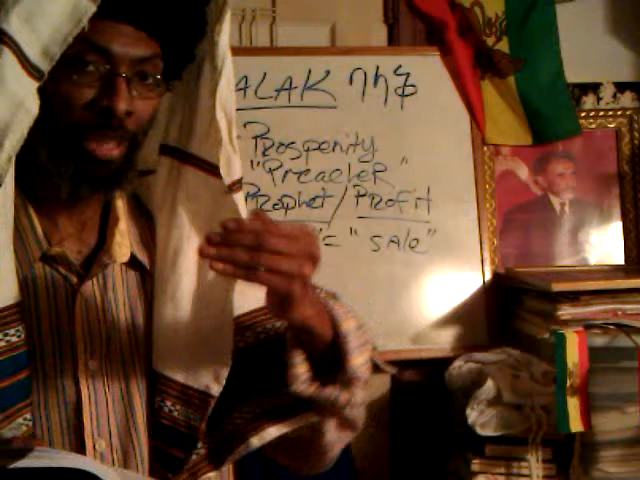 ALAK ባላቅ
Prosperity
"Preacher"
Prophet/Profit
= "sale"